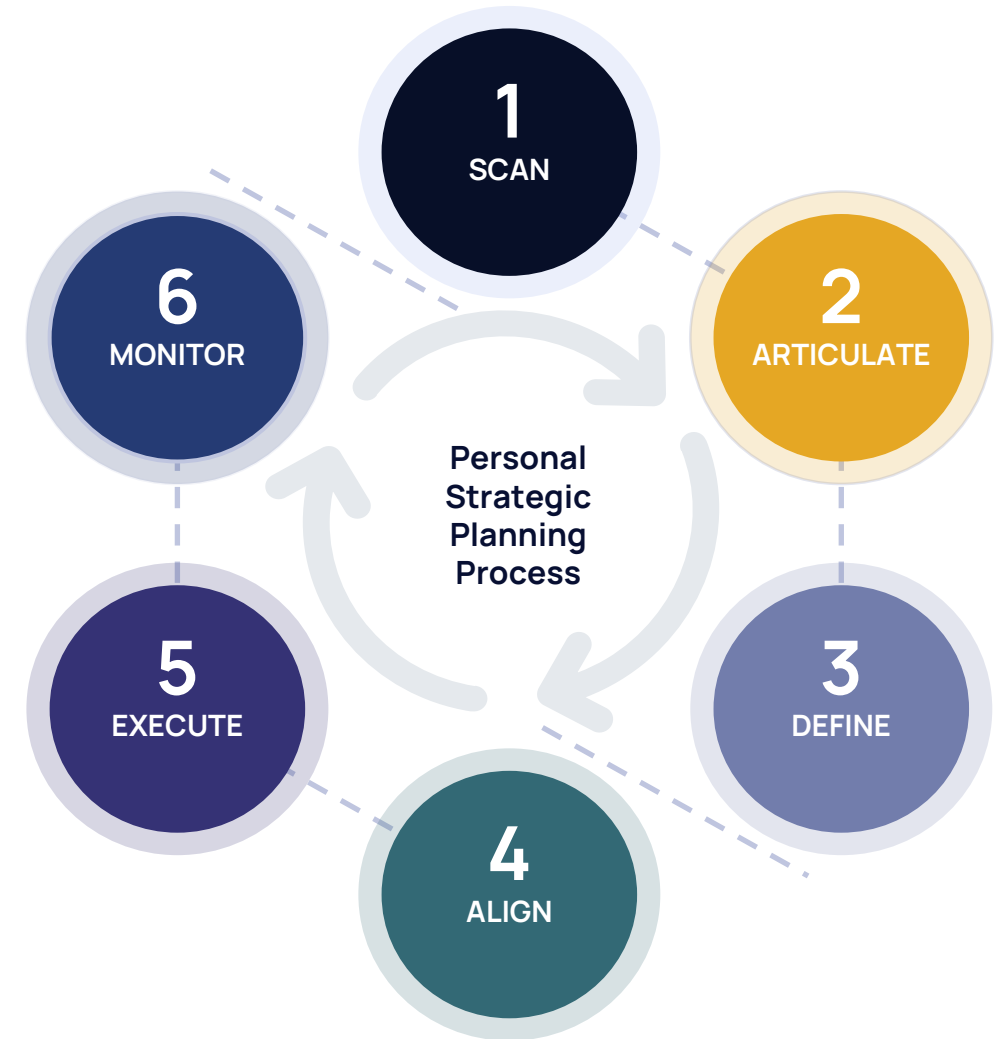 1
SCAN
2
ARTICULATE
3
DEFINE
4
ALIGN
5
EXECUTE
6
MONITOR
Personal
Strategic
Planning
Process